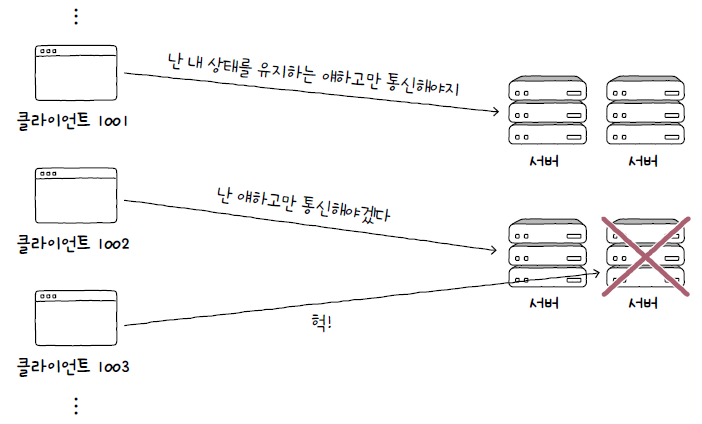 난 내 상태를 유지하는 애하고만 통신해야지
클라이언트 1001
서버
서버
난 얘하고만 통신해야겠다
클라이언트 1002
서버
서버
헉!
클라이언트 1003